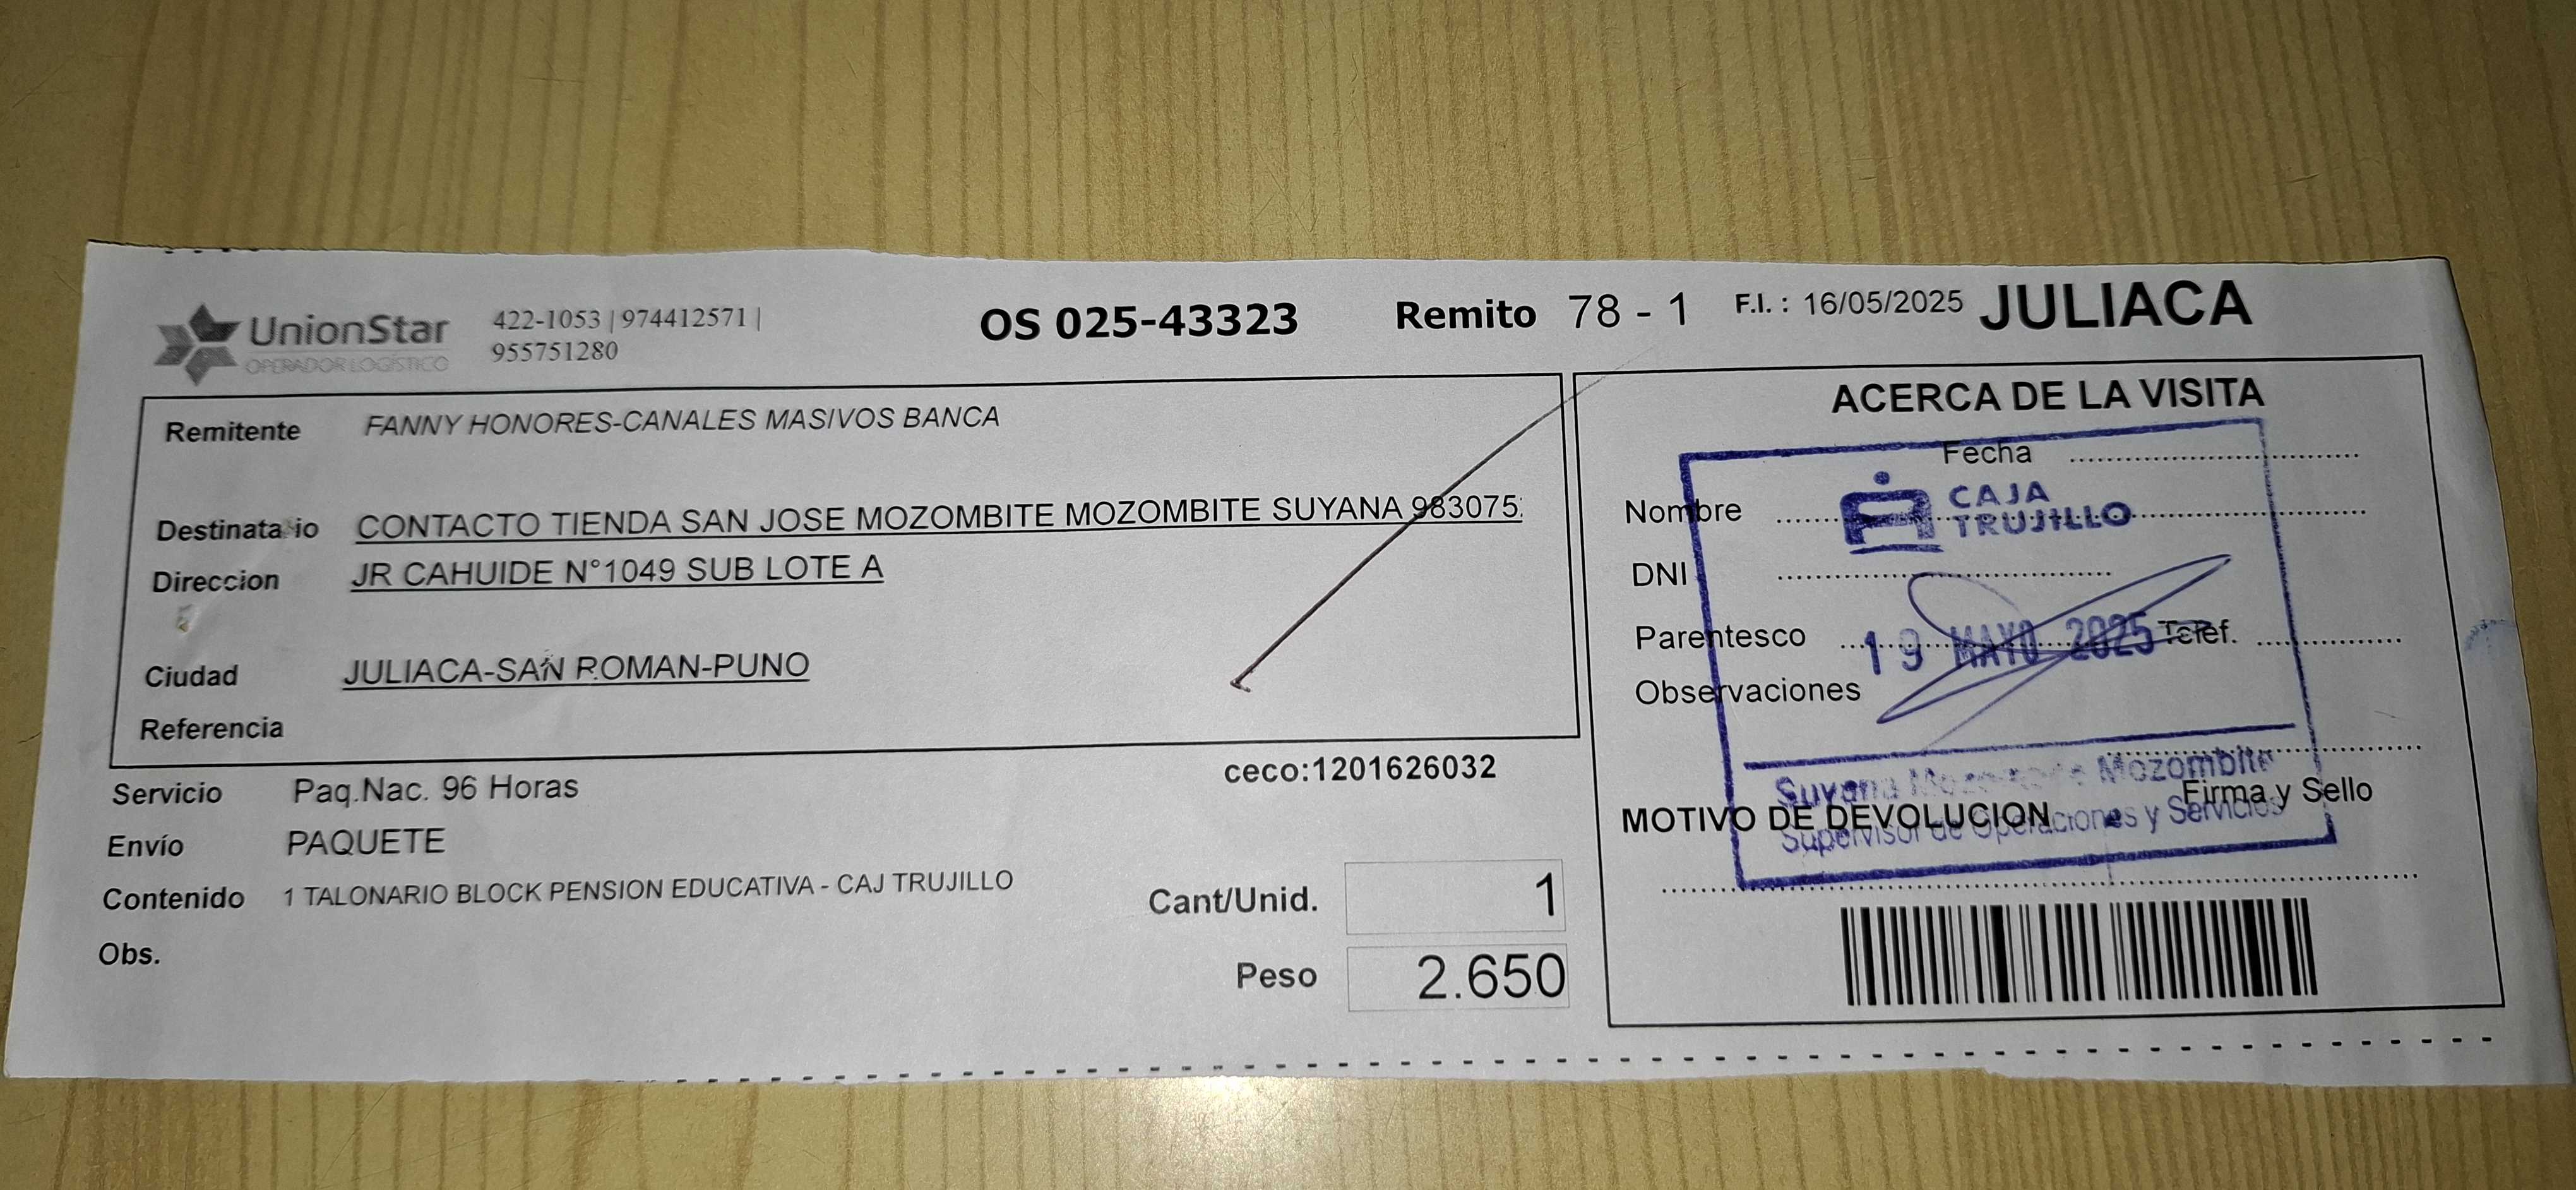 UnionStar
OPERADOR LOGÍSTICO
422-1053 | 974412571 |
955751280
OS 025-43323
Remito 78 - 1
F.I. : 16/05/2025
JULIACA
Remitente FANNY HONORES-CANALES MASIVOS BANCA
Destinatario CONTACTO TIENDA SAN JOSE MOZOMBITE MOZOMBITE SUYANA 983075
Direccion JR CAHUIDE N°1049 SUB LOTE A
Ciudad JULIACA-SAN ROMAN-PUNO
Referencia
ceco:1201626032
Servicio Paq.Nac. 96 Horas
Envío PAQUETE
Contenido 1 TALONARIO BLOCK PENSION EDUCATIVA - CAJ TRUJILLO
Obs.
Cant/Unid. 1
Peso 2.650
ACERCA DE LA VISITA
Fecha
Nombre
CAJA
TRUJILLO
DNI
Parentesco
19 MAYO 2025
Telef.
Observaciones
Suyana Mozombite Mozombite
Firma y Sello
MOTIVO DE DEVOLUCION
Supervisor de Operaciones y Servicios